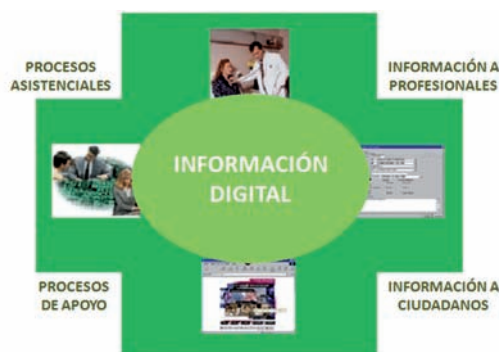 PROCESOS
ASISTENCIALES
INFORMACIÓN A
PROFESIONALES
INFORMACIÓN
DIGITAL
PROCESOS
DE APOYO
INFORMACIÓN A
CIUDADANOS